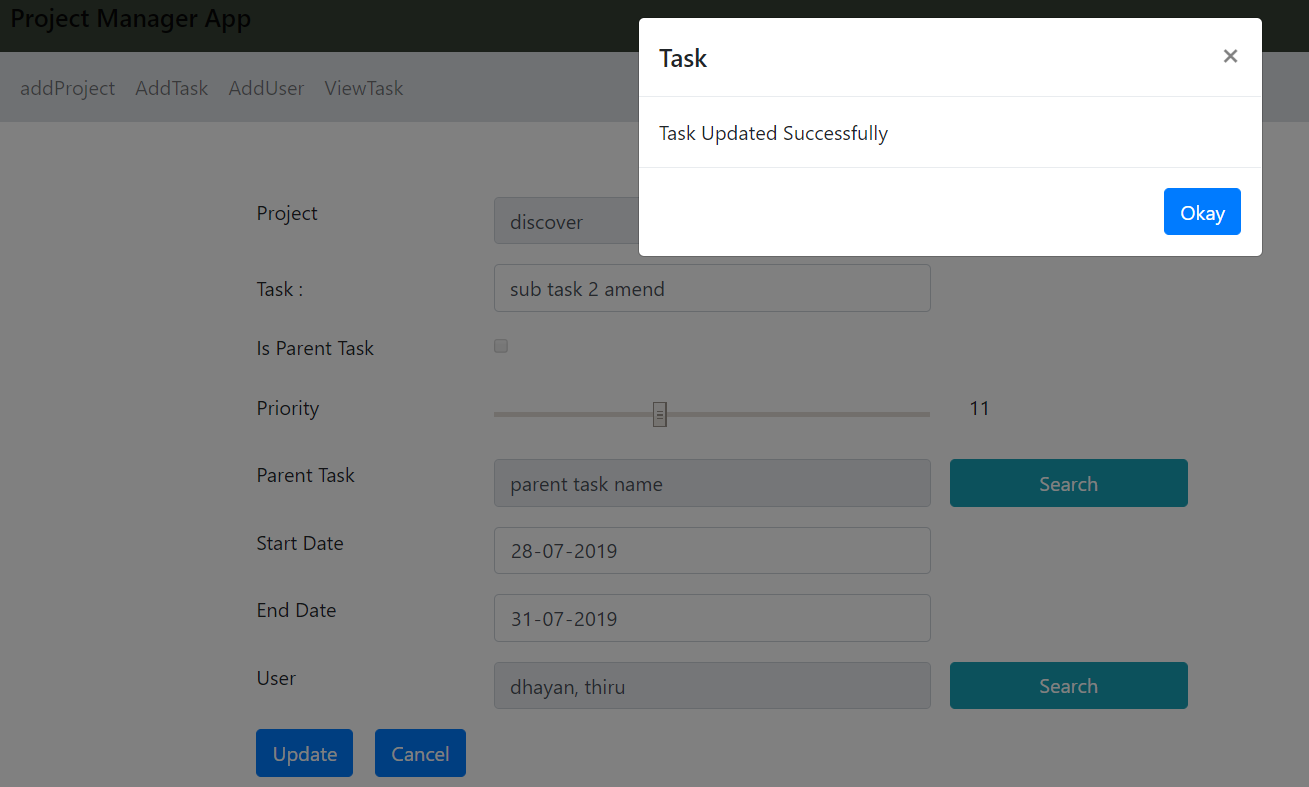 Project Manager App
addProject AddTask AddUser ViewTask
Task ×
Task Updated Successfully
Okay
Project discover
Task : sub task 2 amend
Is Parent Task
Priority 11
Parent Task parent task name Search
Start Date 28-07-2019
End Date 31-07-2019
User dhayan, thiru Search
Update Cancel